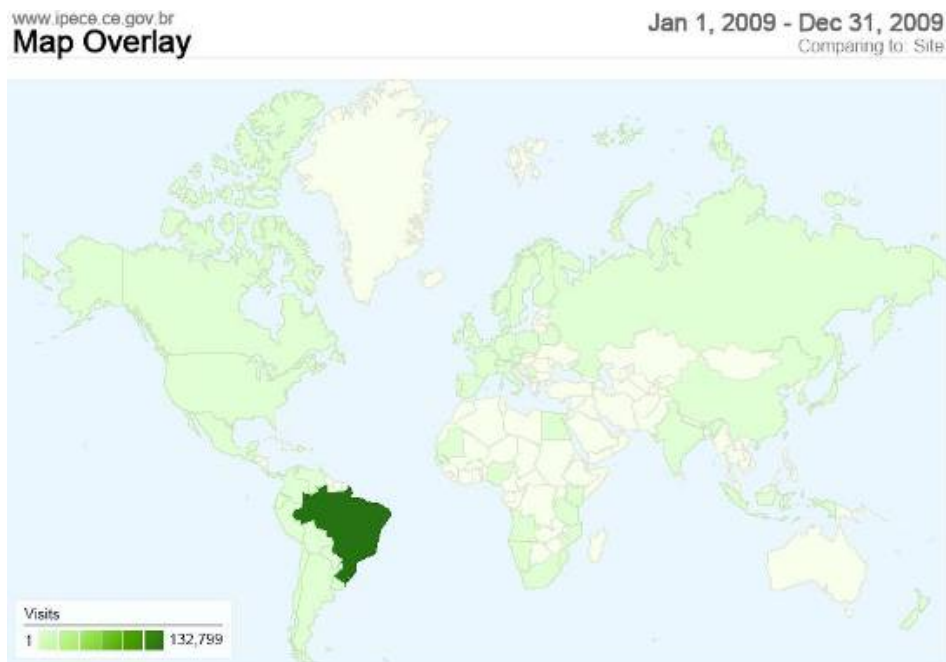 www.ipece.ce.gov.br
Map Overlay
Jan 1, 2009 - Dec 31, 2009
Comparing to: Site
Visits
1 132,799